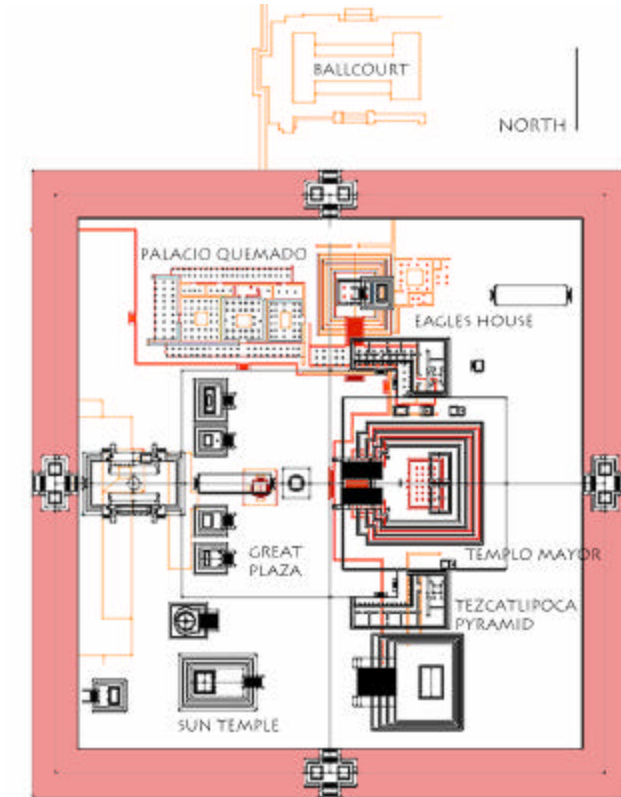 BALLCOURT
NORTH
PALACIO QUEMADO
EAGLES HOUSE
GREAT
PLAZA
TEMPLO MAYOR
TEZCATLIPOCA
PYRAMID
SUN TEMPLE